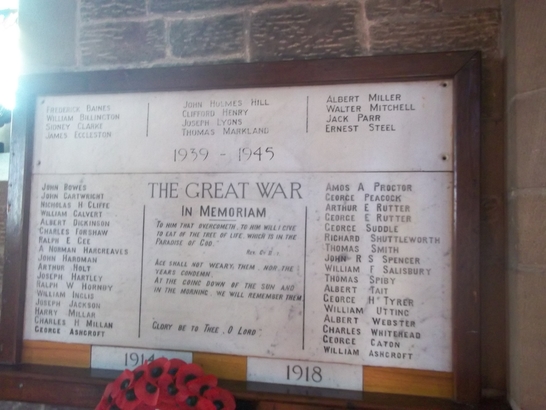 FREDERICK BAINES
WILLIAM BILLINGTON
SIDNEY CLARKE
JAMES ECCLESTON
JOHN HOLMES HILL
CLIFFORD HENRY
JOSEPH LYONS
THOMAS MARKLAND
ALBERT MILLER
WALTER MITCHELL
JACK PARR
ERNEST STEEL
1939 - 1945
JOHN BOWES
JOHN CARTWRIGHT
NICHOLAS H CLIFFE
WILLIAM CALVERT
ALBERT DICKINSON
CHARLES FORSHAW
RALPH E GEE
A NORMAN HARGREAVES
JOHN HARDMAN
ARTHUR HOLT
JOSEPH HARTLEY
RALPH W HORNBY
WILLIAM INGLIS
JOSEPH JACKSON
HARRY MILLAR
CHARLES H MILLAN
GEORGE ASHCROFT
THE GREAT WAR
IN MEMORIAM
"TO HIM THAT OVERCOMETH, TO HIM WILL I GIVE
TO EAT OF THE TREE OF LIFE, WHICH IS IN THE
PARADISE OF GOD."
AGE SHALL NOT WEARY THEM, NOR THE
YEARS CONDEMN,
AT THE GOING DOWN OF THE SUN AND
IN THE MORNING, WE WILL REMEMBER THEM
"GLORY BE TO THEE, O LORD"
AMOS A PROCTOR
GEORGE PEACOCK
ARTHUR E RUTTER
GEORGE E RUTTER
GEORGE SUDDLE
RICHARD SHUTTLEWORTH
THOMAS SMITH
JOHN R S SPENCER
WILLIAM T SALISBURY
THOMAS SPIBY
ALBERT TAIT
GEORGE H TYRER
WILLIAM UTTING
ALBERT WEBSTER
CHARLES WHITEHEAD
GEORGE CATON
WILLIAM ASHCROFT
1914
1918